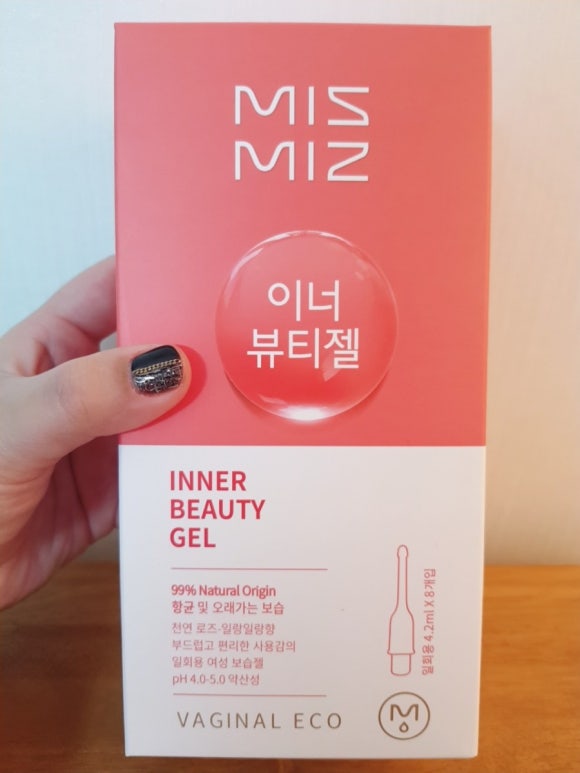 MIS
MIZ
이너
뷰티젤
INNER
BEAUTY
GEL
99% Natural Origin
항균 및 오래가는 보습
천연 로즈·일랑일랑향
부드럽고 편리한 사용감의
일회용 여성 보습젤
pH 4.0-5.0 약산성
일회용 4.2ml X 8개입
VAGINAL ECO
M